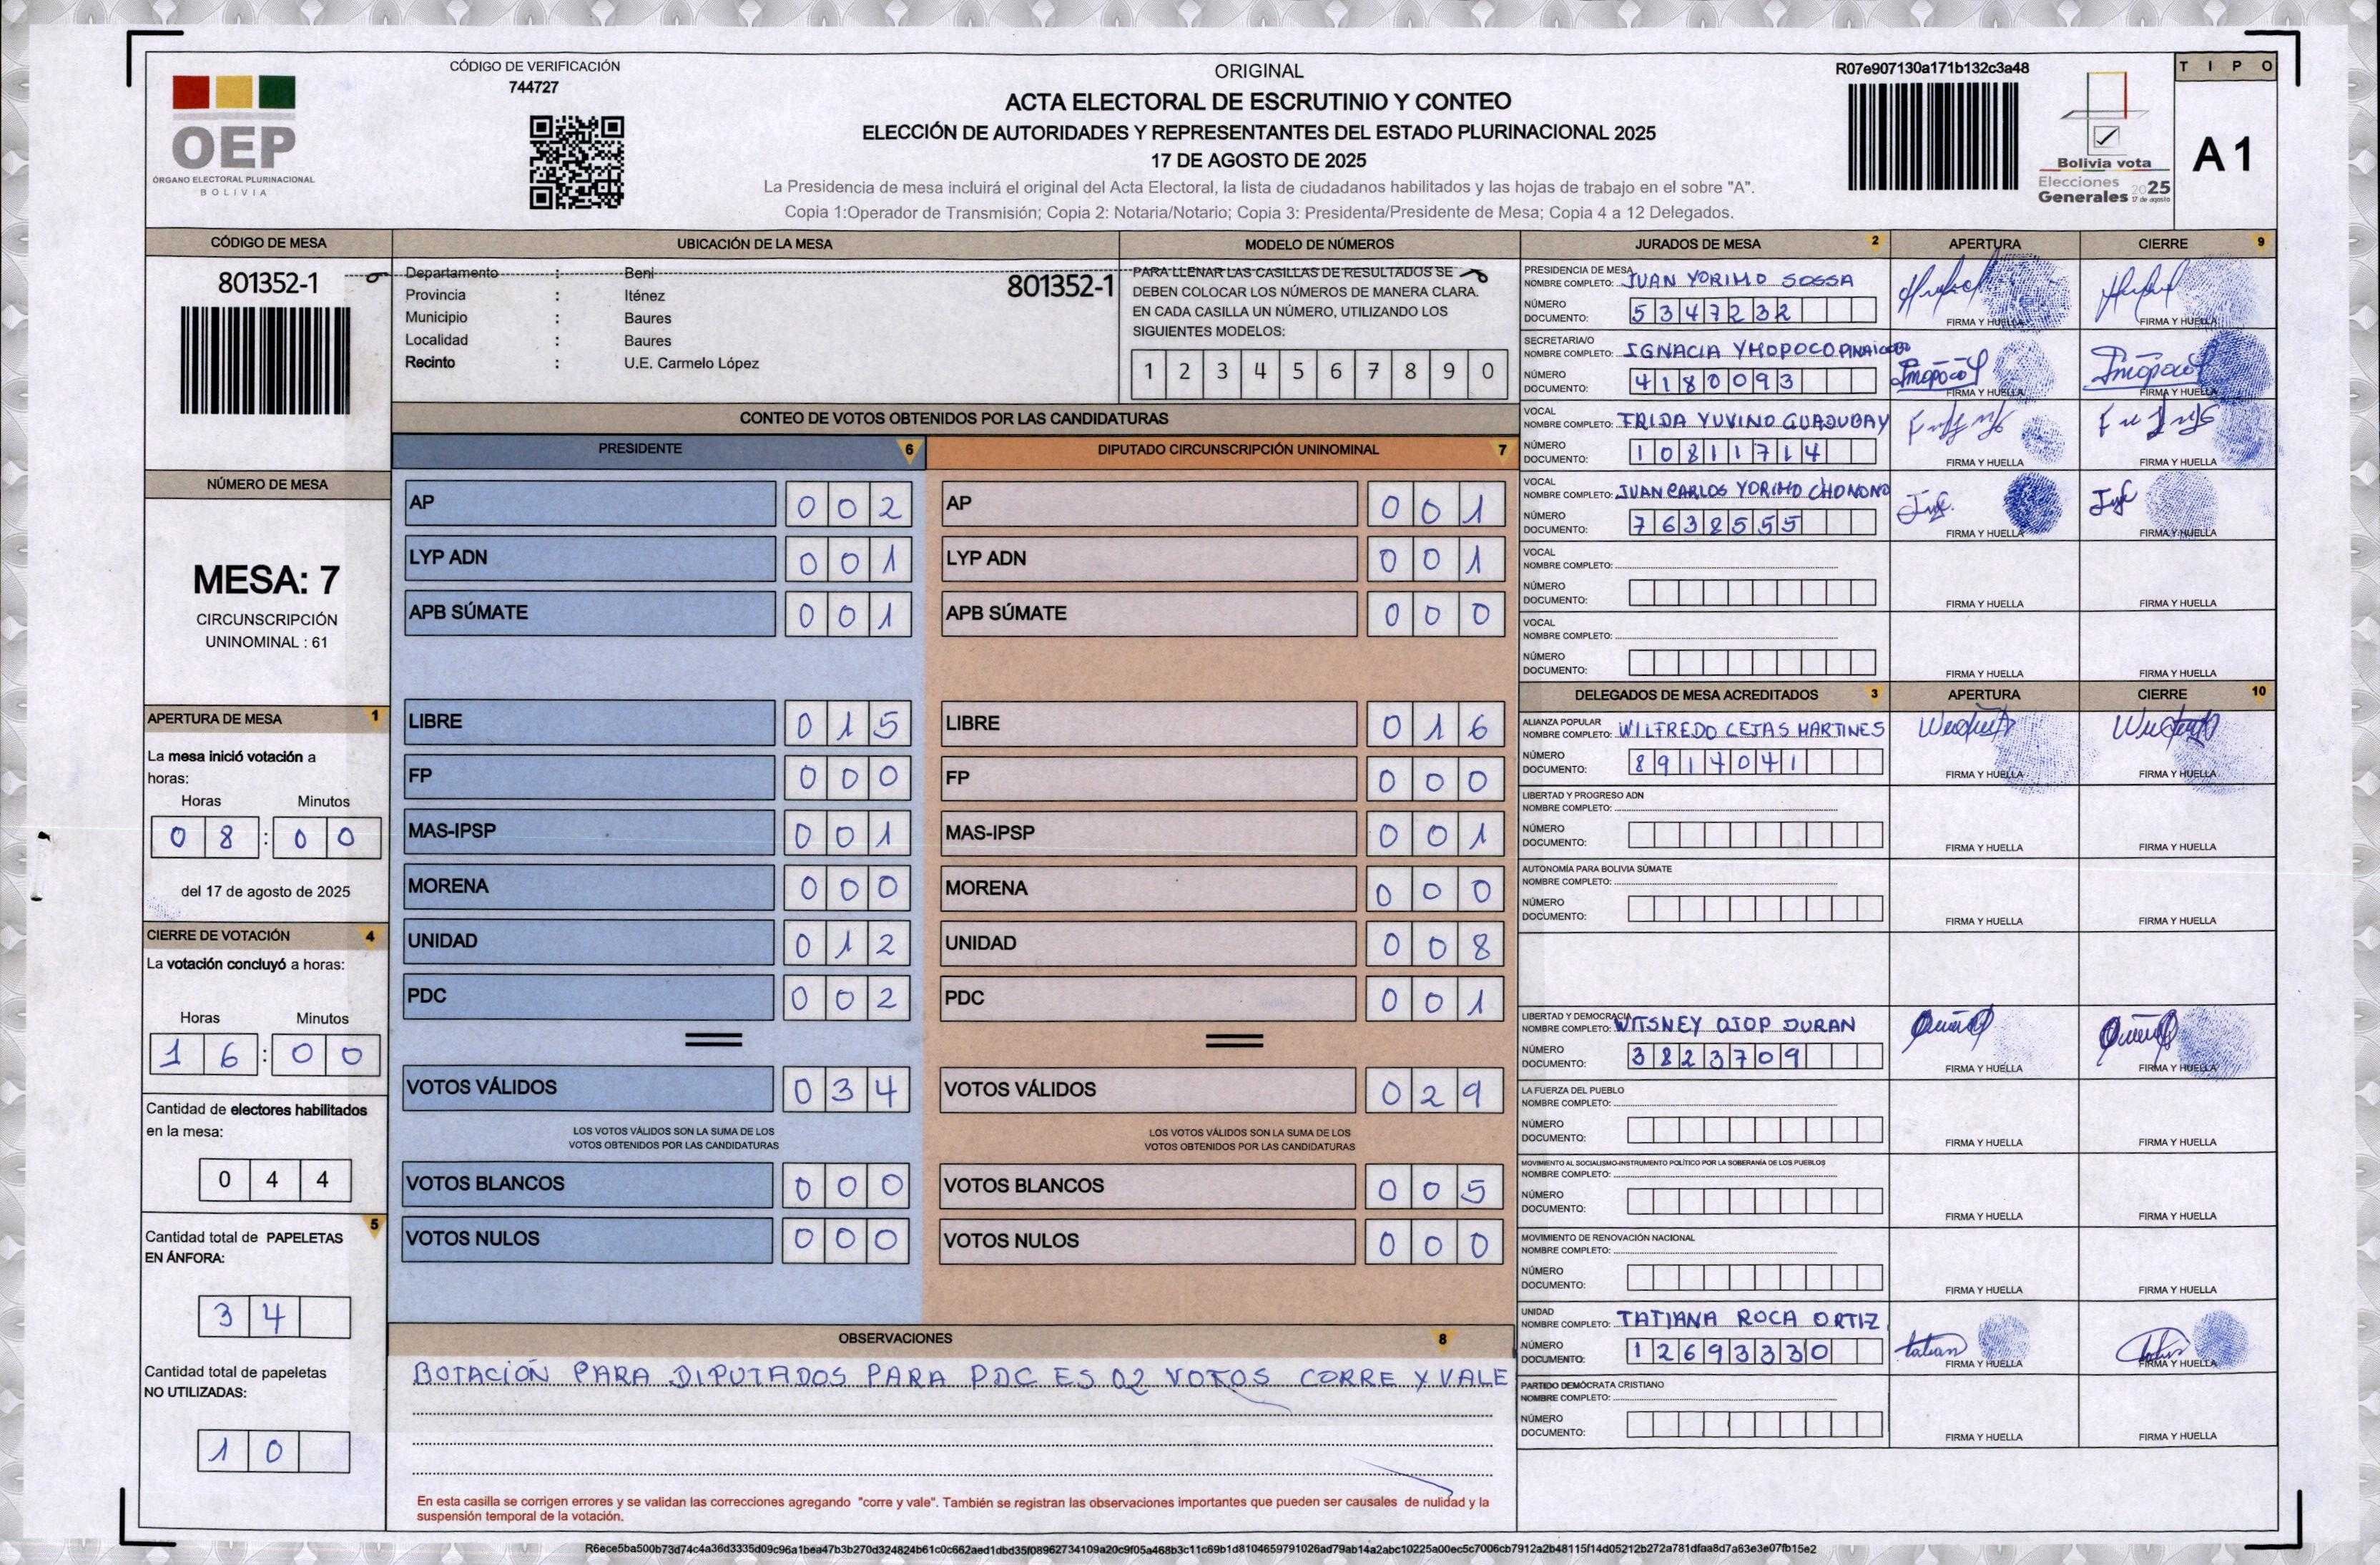 CÓDIGO DE VERIFICACIÓN
744727
OEP
ÓRGANO ELECTORAL PLURINACIONAL
BOLIVIA
ORIGINAL
ACTA ELECTORAL DE ESCRUTINIO Y CONTEO
ELECCIÓN DE AUTORIDADES Y REPRESENTANTES DEL ESTADO PLURINACIONAL 2025
17 DE AGOSTO DE 2025
La Presidencia de mesa incluirá el original del Acta Electoral, la lista de ciudadanos habilitados y las hojas de trabajo en el sobre "A".
Copia 1:Operador de Transmisión; Copia 2: Notaria/Notario; Copia 3: Presidenta/Presidente de Mesa; Copia 4 a 12 Delegados.
R07e907130a171b132c3a48
Bolivia vota
Elecciones
Generales 2025
17 de agosto
TIPO
A1
CÓDIGO DE MESA
801352-1
UBICACIÓN DE LA MESA
Departamento : Beni
801352-1
Provincia : Iténez
Municipio : Baures
Localidad : Baures
Recinto : U.E. Carmelo López
MODELO DE NÚMEROS
PARA LLENAR LAS CASILLAS DE RESULTADOS SE
DEBEN COLOCAR LOS NÚMEROS DE MANERA CLARA.
EN CADA CASILLA UN NÚMERO, UTILIZANDO LOS
SIGUIENTES MODELOS:
1 2 3 4 5 6 7 8 9 0
NÚMERO DE MESA
MESA: 7
CIRCUNSCRIPCIÓN
UNINOMINAL : 61
APERTURA DE MESA 1
La mesa inició votación a
horas:
Horas Minutos
0 8 : 0 0
del 17 de agosto de 2025
CIERRE DE VOTACIÓN 4
La votación concluyó a horas:
Horas Minutos
1 6 : 0 0
Cantidad de electores habilitados
en la mesa:
0 4 4
5
Cantidad total de PAPELETAS
EN ÁNFORA:
3 4
Cantidad total de papeletas
NO UTILIZADAS:
1 0
CONTEO DE VOTOS OBTENIDOS POR LAS CANDIDATURAS
PRESIDENTE 6
AP 0 0 2
LYP ADN 0 0 1
APB SÚMATE 0 0 1
LIBRE 0 1 5
FP 0 0 0
MAS-IPSP 0 0 1
MORENA 0 0 0
UNIDAD 0 1 2
PDC 0 0 2
VOTOS VÁLIDOS 0 3 4
LOS VOTOS VÁLIDOS SON LA SUMA DE LOS
VOTOS OBTENIDOS POR LAS CANDIDATURAS
VOTOS BLANCOS 0 0 0
VOTOS NULOS 0 0 0
DIPUTADO CIRCUNSCRIPCIÓN UNINOMINAL 7
AP 0 0 1
LYP ADN 0 0 1
APB SÚMATE 0 0 0
LIBRE 0 1 6
FP 0 0 0
MAS-IPSP 0 0 1
MORENA 0 0 0
UNIDAD 0 0 8
PDC 0 0 1
VOTOS VÁLIDOS 0 2 9
LOS VOTOS VÁLIDOS SON LA SUMA DE LOS
VOTOS OBTENIDOS POR LAS CANDIDATURAS
VOTOS BLANCOS 0 0 5
VOTOS NULOS 0 0 0
OBSERVACIONES 8
BOTACIÓN PARA DIPUTADOS PARA PDC ES 02 VOTOS CORRE Y VALE
En esta casilla se corrigen errores y se validan las correcciones agregando "corre y vale". También se registran las observaciones importantes que pueden ser causales de nulidad y la
suspensión temporal de la votación.
JURADOS DE MESA 2 APERTURA CIERRE 9
PRESIDENCIA DE MESA
NOMBRE COMPLETO: JUAN YORIMO SOSSA
NÚMERO
DOCUMENTO: 5347232
FIRMA Y HUELLA FIRMA Y HUELLA
SECRETARIA/O
NOMBRE COMPLETO: IGNACIA YMOPOCO
NÚMERO
DOCUMENTO: 4180093
FIRMA Y HUELLA FIRMA Y HUELLA
VOCAL
NOMBRE COMPLETO: FRIDA YUVINO GUASUBAY
NÚMERO
DOCUMENTO: 10811714
FIRMA Y HUELLA FIRMA Y HUELLA
VOCAL
NOMBRE COMPLETO: JUAN CARLOS YORIMO CHONONO
NÚMERO
DOCUMENTO: 7638555
FIRMA Y HUELLA FIRMA Y HUELLA
VOCAL
NOMBRE COMPLETO:
NÚMERO
DOCUMENTO:
FIRMA Y HUELLA FIRMA Y HUELLA
VOCAL
NOMBRE COMPLETO:
NÚMERO
DOCUMENTO:
FIRMA Y HUELLA FIRMA Y HUELLA
DELEGADOS DE MESA ACREDITADOS 3 APERTURA CIERRE 10
ALIANZA POPULAR
NOMBRE COMPLETO: WILFREDO CEJAS MARTINES
NÚMERO
DOCUMENTO: 8914041
FIRMA Y HUELLA FIRMA Y HUELLA
LIBERTAD Y PROGRESO ADN
NOMBRE COMPLETO:
NÚMERO
DOCUMENTO:
FIRMA Y HUELLA FIRMA Y HUELLA
AUTONOMÍA PARA BOLIVIA SÚMATE
NOMBRE COMPLETO:
NÚMERO
DOCUMENTO:
FIRMA Y HUELLA FIRMA Y HUELLA
LIBERTAD Y DEMOCRACIA
NOMBRE COMPLETO: WITSNEY OJOP DURAN
NÚMERO
DOCUMENTO: 3823709
FIRMA Y HUELLA FIRMA Y HUELLA
LA FUERZA DEL PUEBLO
NOMBRE COMPLETO:
NÚMERO
DOCUMENTO:
FIRMA Y HUELLA FIRMA Y HUELLA
MOVIMIENTO AL SOCIALISMO-INSTRUMENTO POLÍTICO POR LA SOBERANÍA DE LOS PUEBLOS
NOMBRE COMPLETO:
NÚMERO
DOCUMENTO:
FIRMA Y HUELLA FIRMA Y HUELLA
MOVIMIENTO DE RENOVACIÓN NACIONAL
NOMBRE COMPLETO:
NÚMERO
DOCUMENTO:
FIRMA Y HUELLA FIRMA Y HUELLA
UNIDAD
NOMBRE COMPLETO: TATIANA ROCA ORTIZ
NÚMERO
DOCUMENTO: 12693330
FIRMA Y HUELLA FIRMA Y HUELLA
PARTIDO DEMÓCRATA CRISTIANO
NOMBRE COMPLETO:
NÚMERO
DOCUMENTO:
FIRMA Y HUELLA FIRMA Y HUELLA